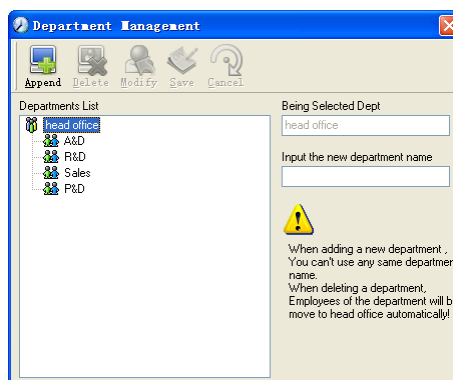 Department Management
Append Delete Modify Save Cancel
Departments List
head office
A&D
R&D
Sales
P&D
Being Selected Dept
head office
Input the new department name
When adding a new department ,
You can't use any same departmen
name.
When deleting a department,
Employees of the department will b
move to head office automatically!